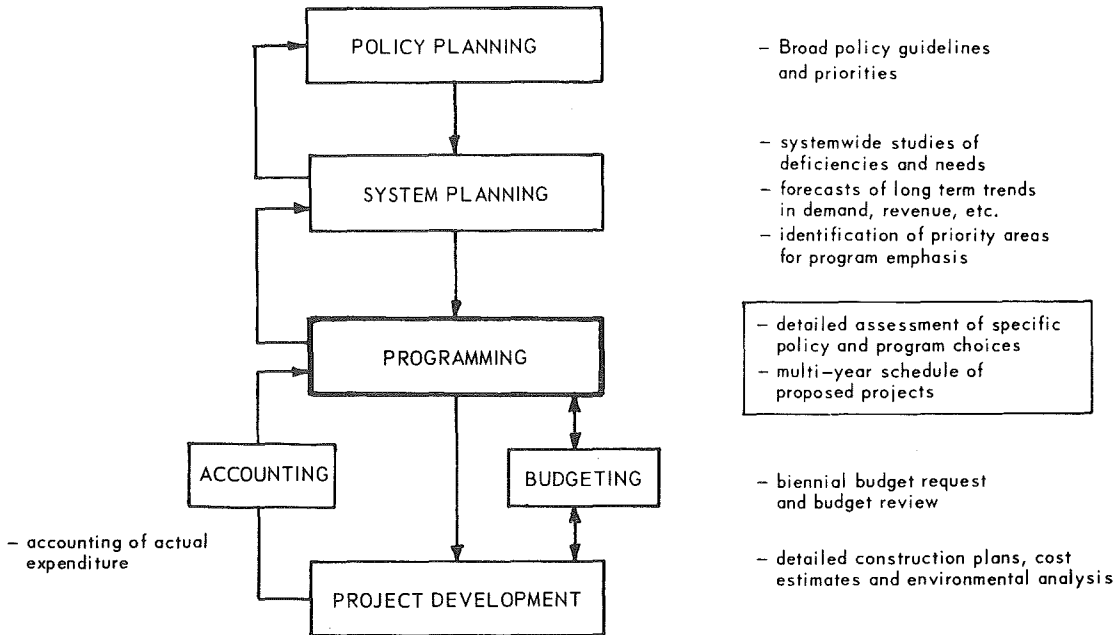 POLICY PLANNING
– Broad policy guidelines
and priorities
SYSTEM PLANNING
– systemwide studies of
deficiencies and needs
– forecasts of long term trends
in demand, revenue, etc.
– identification of priority areas
for program emphasis
PROGRAMMING
– detailed assessment of specific
policy and program choices
– multi–year schedule of
proposed projects
ACCOUNTING
BUDGETING
– biennial budget request
and budget review
– accounting of actual
expenditure
PROJECT DEVELOPMENT
– detailed construction plans, cost
estimates and environmental analysis